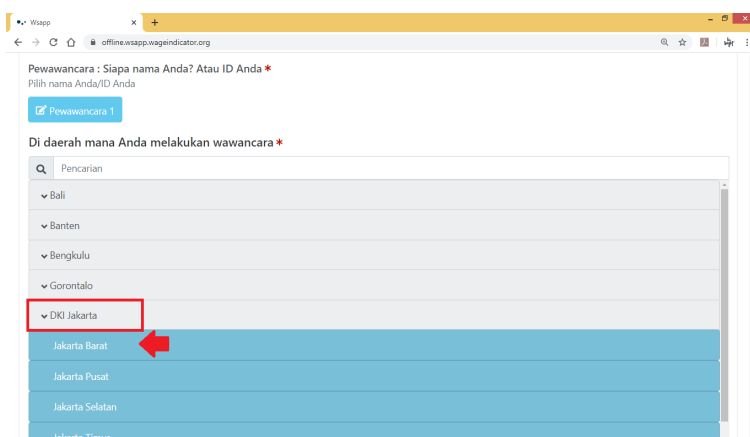 Wsapp
offline.wsapp.wageindicator.org
Pewawancara : Siapa nama Anda? Atau ID Anda *
Pilih nama Anda/ID Anda
Pewawancara 1
Di daerah mana Anda melakukan wawancara *
Pencarian
Bali
Banten
Bengkulu
Gorontalo
DKI Jakarta
Jakarta Barat
Jakarta Pusat
Jakarta Selatan
Jakarta Timur